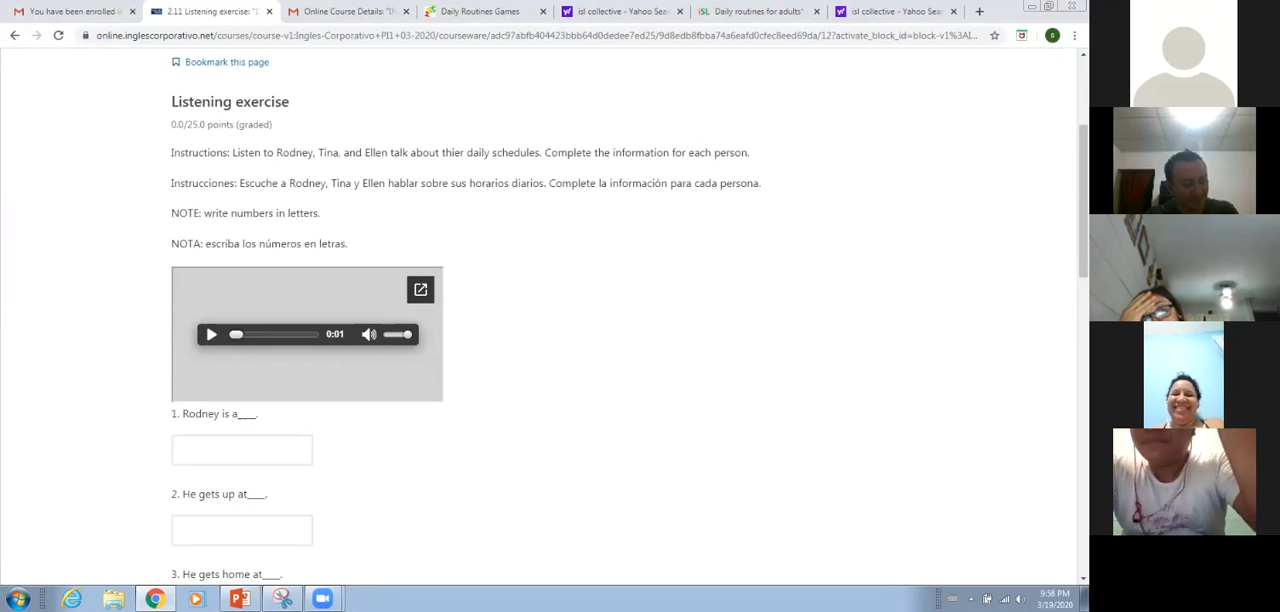 You have been enrolled i
2.11 Listening exercise: "
Online Course Details: "I
Daily Routines Games
isl collective - Yahoo Sea
iSL
Daily routines for adults"
isl collective - Yahoo Sea
Bookmark this page
Listening exercise
0.0/25.0 points (graded)
Instructions: Listen to Rodney, Tina, and Ellen talk about thier daily schedules. Complete the information for each person.
Instrucciones: Escuche a Rodney, Tina y Ellen hablar sobre sus horarios diarios. Complete la información para cada persona.
NOTE: write numbers in letters.
NOTA: escriba los números en letras.
0:01
1. Rodney is a____.
2. He gets up at____.
3. He gets home at____.
9:58 PM
3/19/2020